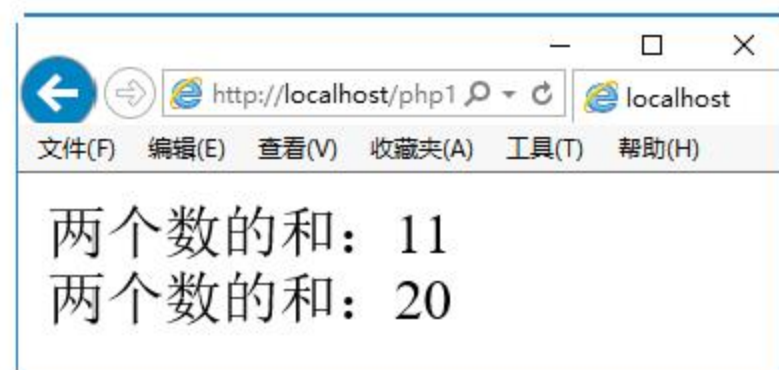 http://localhost/php1
localhost
文件(F) 编辑(E) 查看(V) 收藏夹(A) 工具(T) 帮助(H)
两个数的和：11
两个数的和：20